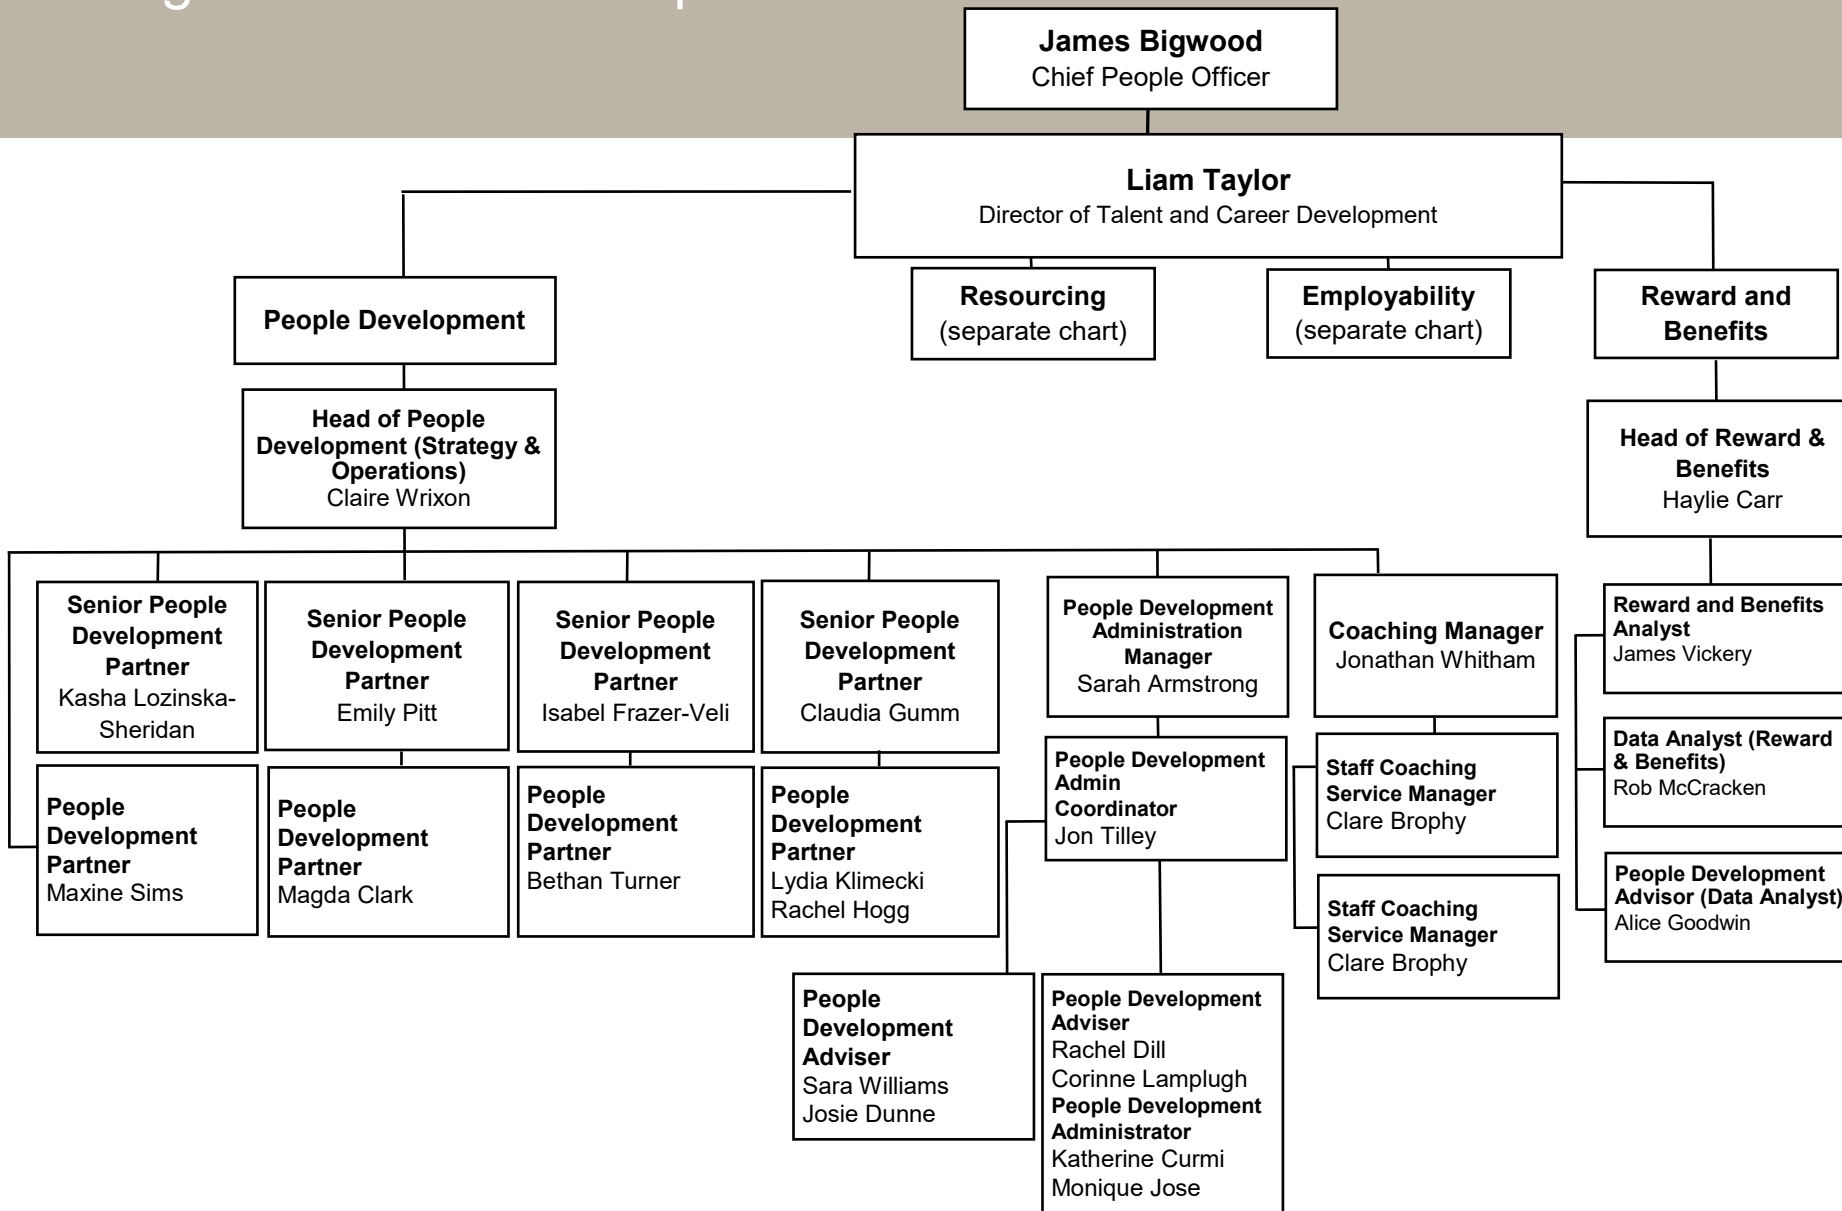 James Bigwood
Chief People Officer
Liam Taylor
Director of Talent and Career Development
People Development
Resourcing
(separate chart)
Employability
(separate chart)
Reward and
Benefits
Head of People
Development (Strategy &
Operations)
Claire Wrixon
Head of Reward &
Benefits
Haylie Carr
Senior People
Development
Partner
Kasha Lozinska-
Sheridan
Senior People
Development
Partner
Emily Pitt
Senior People
Development
Partner
Isabel Frazer-Veli
Senior People
Development
Partner
Claudia Gumm
People Development
Administration
Manager
Sarah Armstrong
Coaching Manager
Jonathan Whitham
Reward and Benefits
Analyst
James Vickery
People
Development
Partner
Maxine Sims
People
Development
Partner
Magda Clark
People
Development
Partner
Bethan Turner
People
Development
Partner
Lydia Klimecki
Rachel Hogg
People Development
Admin
Coordinator
Jon Tilley
Staff Coaching
Service Manager
Clare Brophy
Data Analyst (Reward
& Benefits)
Rob McCracken
Staff Coaching
Service Manager
Clare Brophy
People Development
Advisor (Data Analyst)
Alice Goodwin
People
Development
Adviser
Sara Williams
Josie Dunne
People Development
Adviser
Rachel Dill
Corinne Lamplugh
People Development
Administrator
Katherine Curmi
Monique Jose